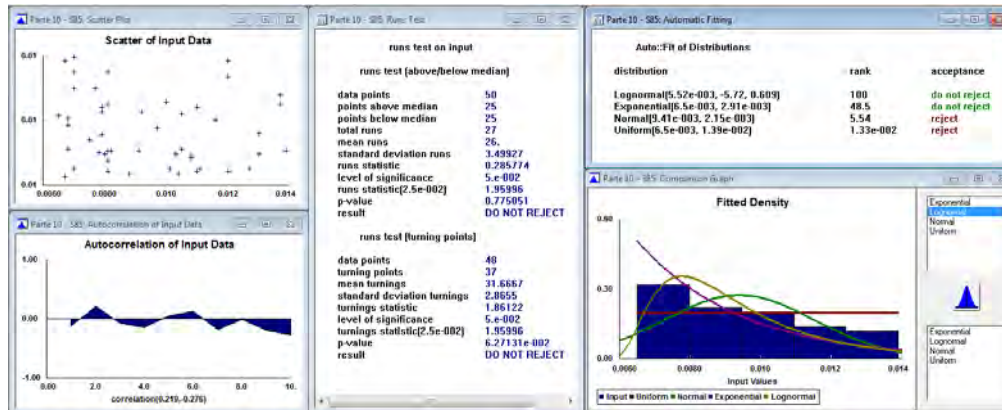 Parte 10 - S85: Scatter Plot
Scatter of Input Data
0.01
0.01
0.01
0.0060 0.0080 0.010 0.012 0.014
Parte 10 - S85: Autocorrelation of Input Data
Autocorrelation of Input Data
1.00
0.00
-1.00
0.00 2.0 4.0 6.0 8.0 10.
correlation(0.219,-0.276)
Parte 10 - S85: Runs Test
runs test on input
runs test (above/below median)
data points 50
points above median 25
points below median 25
total runs 27
mean runs 26.
standard deviation runs 3.49927
runs statistic 0.285774
level of significance 5.e-002
runs statistic(2.5e-002) 1.95996
p-value 0.775051
result DO NOT REJECT
runs test (turning points)
data points 48
turning points 37
mean turnings 31.6667
standard deviation turnings 2.8655
turnings statistic 1.86122
level of significance 5.e-002
turnings statistic(2.5e-002) 1.95996
p-value 6.27131e-002
result DO NOT REJECT
Parte 10 - S85: Automatic Fitting
Auto::Fit of Distributions
distribution rank acceptance
Lognormal(5.52e-003, -5.72, 0.609) 100 do not reject
Exponential(6.5e-003, 2.91e-003) 48.5 do not reject
Normal(9.41e-003, 2.15e-003) 5.54 reject
Uniform(6.5e-003, 1.39e-002) 1.33e-002 reject
Parte 10 - S85: Comparison Graph
Fitted Density
0.60
0.30
0.00
0.0060 0.0080 0.010 0.012 0.014
Input Values
Input Uniform Normal Exponential Lognormal
Exponential
Lognormal
Normal
Uniform
Exponential
Lognormal
Normal
Uniform